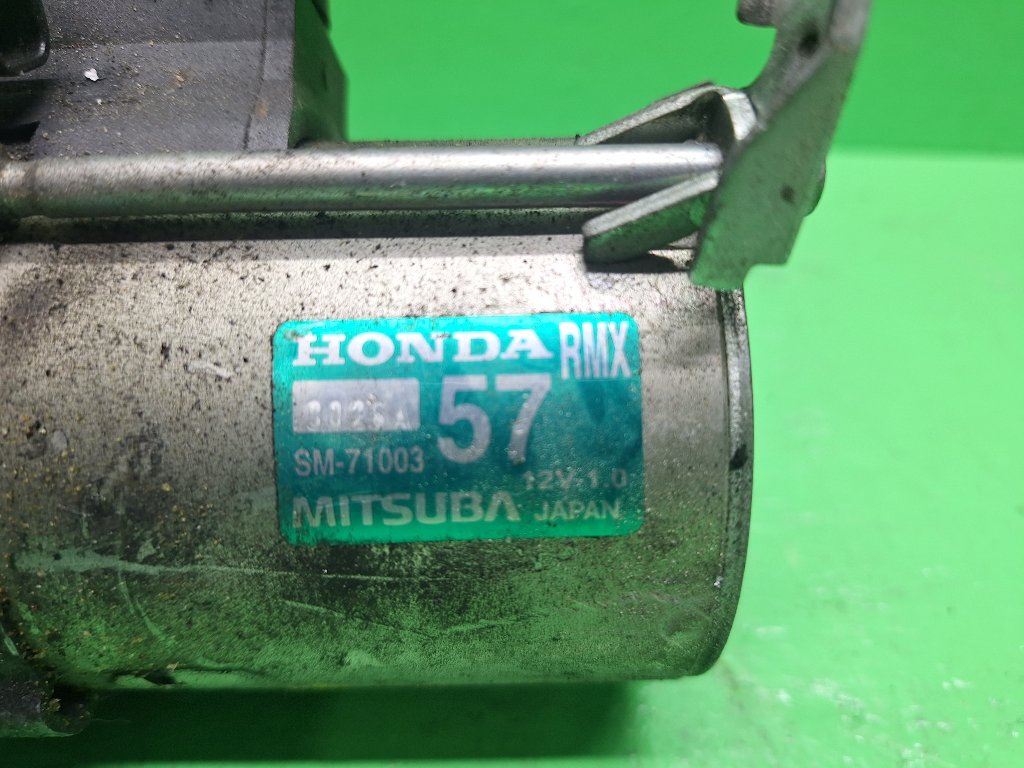 HONDA RMX
57
SM-71003
12V-1.0
MITSUBA JAPAN